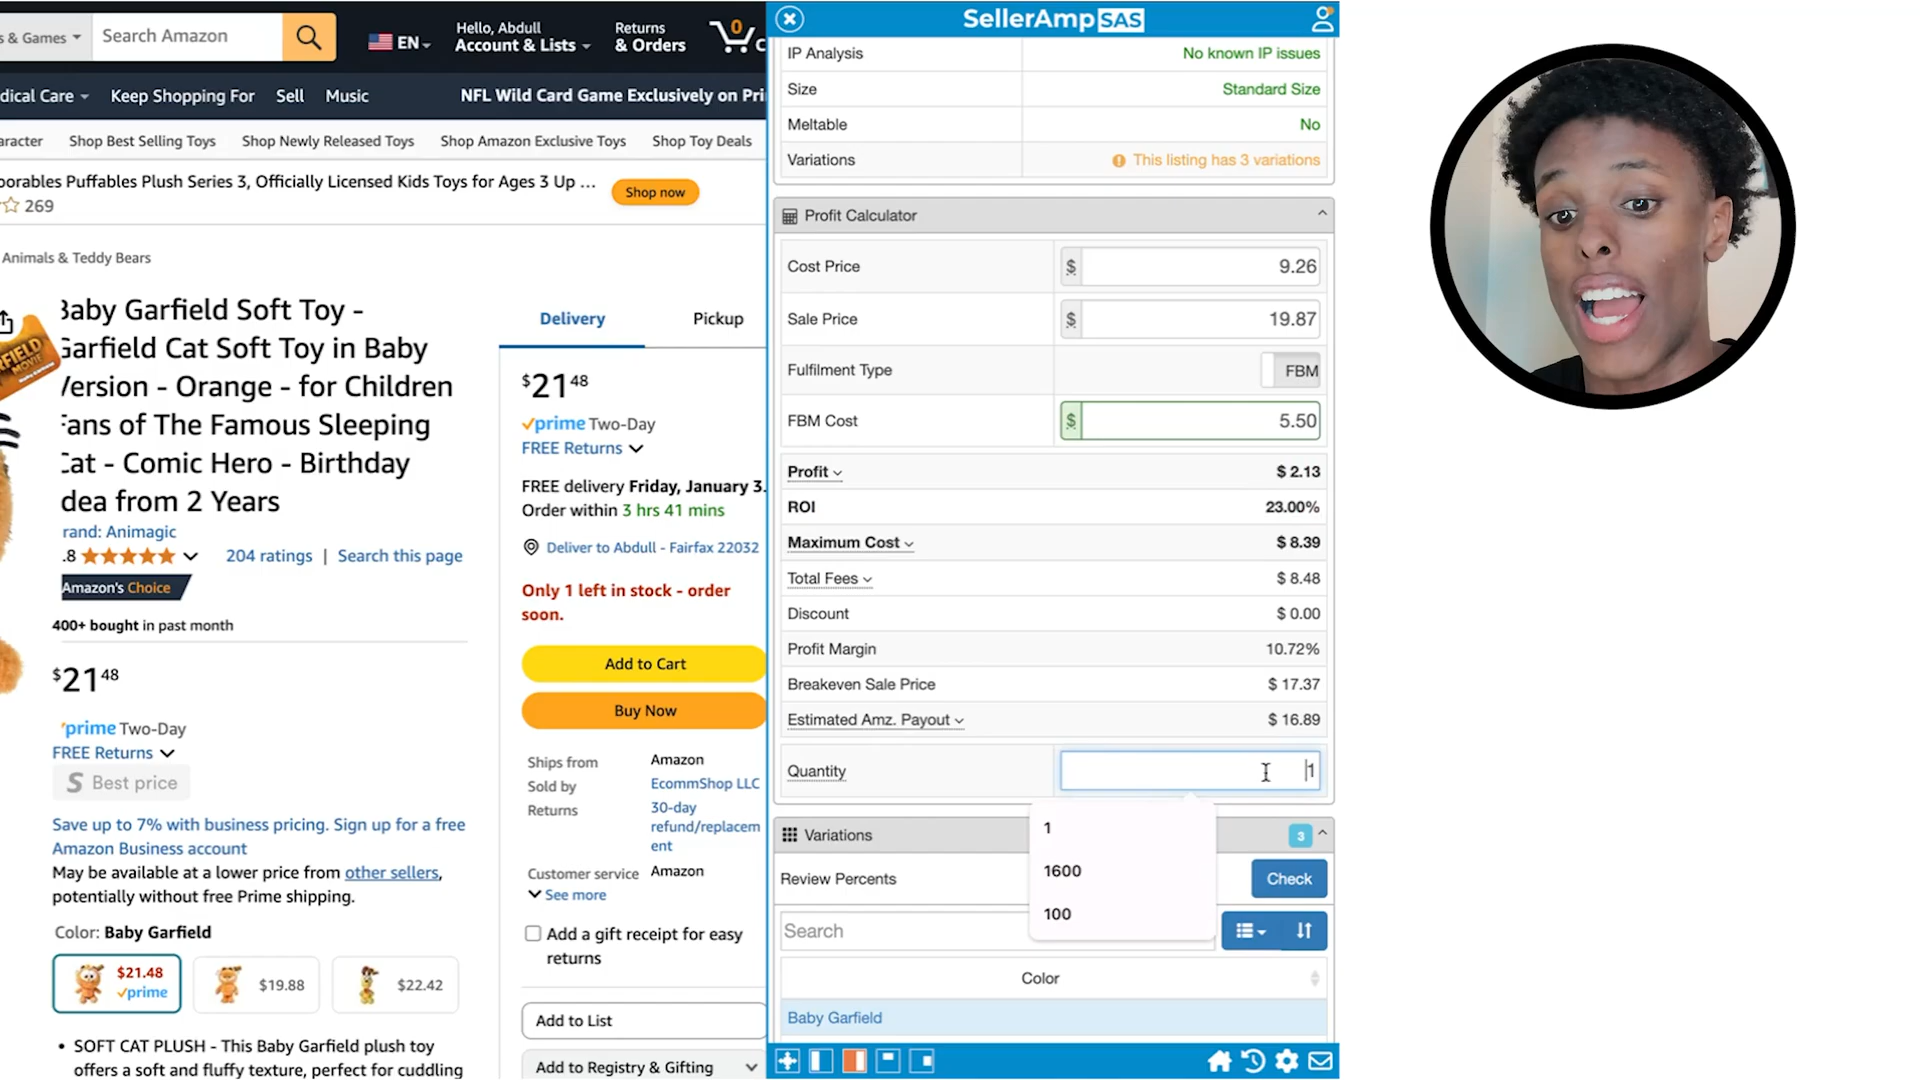 s & Games
Search Amazon
EN
Hello, Abdull
Account & Lists
Returns
& Orders
0
C
dical Care
Keep Shopping For
Sell
Music
NFL Wild Card Game Exclusively on Pri
aracter
Shop Best Selling Toys
Shop Newly Released Toys
Shop Amazon Exclusive Toys
Shop Toy Deals
orables Puffables Plush Series 3, Officially Licensed Kids Toys for Ages 3 Up ...
269
Shop now
Animals & Teddy Bears
Baby Garfield Soft Toy -
Garfield Cat Soft Toy in Baby
Version - Orange - for Children
Fans of The Famous Sleeping
Cat - Comic Hero - Birthday
Idea from 2 Years
rand: Animagic
.8
204 ratings | Search this page
Amazon's Choice
400+ bought in past month
$21 48
prime Two-Day
FREE Returns
S Best price
Save up to 7% with business pricing. Sign up for a free
Amazon Business account
May be available at a lower price from other sellers,
potentially without free Prime shipping.
Color: Baby Garfield
$21.48
prime
$19.88
$22.42
• SOFT CAT PLUSH - This Baby Garfield plush toy
offers a soft and fluffy texture, perfect for cuddling
RFIELD
MOVIE
Delivery
Pickup
$21 48
prime Two-Day
FREE Returns
FREE delivery Friday, January 3.
Order within 3 hrs 41 mins
Deliver to Abdull - Fairfax 22032
Only 1 left in stock - order
soon.
Add to Cart
Buy Now
Ships from Amazon
Sold by EcommShop LLC
Returns 30-day
refund/replacem
ent
Customer service Amazon
See more
Add a gift receipt for easy
returns
Add to List
Add to Registry & Gifting
SellerAmp SAS
IP Analysis No known IP issues
Size Standard Size
Meltable No
Variations This listing has 3 variations
Profit Calculator
Cost Price $ 9.26
Sale Price $ 19.87
Fulfilment Type FBM
FBM Cost $ 5.50
Profit $ 2.13
ROI 23.00%
Maximum Cost $ 8.39
Total Fees $ 8.48
Discount $ 0.00
Profit Margin 10.72%
Breakeven Sale Price $ 17.37
Estimated Amz. Payout $ 16.89
Quantity 1
1
1600
100
Variations 3
Review Percents Check
Search
Color
Baby Garfield